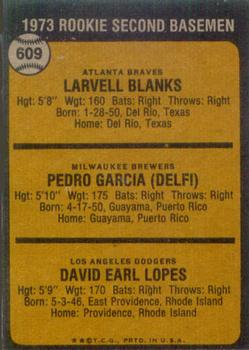 1973 ROOKIE SECOND BASEMEN
609
ATLANTA BRAVES
LARVELL BLANKS
Hgt: 5'8" Wgt: 160 Bats: Right Throws: Right
Born: 1-28-50, Del Rio, Texas
Home: Del Rio, Texas
MILWAUKEE BREWERS
PEDRO GARCIA (DELFI)
Hgt: 5'10" Wgt: 175 Bats: Right Throws: Right
Born: 4-17-50, Guayama, Puerto Rico
Home: Guayama, Puerto Rico
LOS ANGELES DODGERS
DAVID EARL LOPES
Hgt: 5'9" Wgt: 170 Bats: Right Throws: Right
Born: 5-3-46, East Providence, Rhode Island
Home: Providence, Rhode Island
★★©T.C.G., PRTD. IN U.S.A.